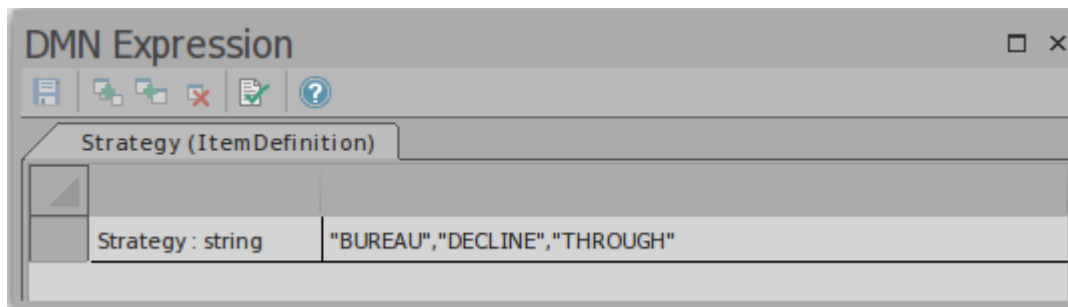 DMN Expression
Strategy (ItemDefinition)
Strategy : string "BUREAU","DECLINE","THROUGH"